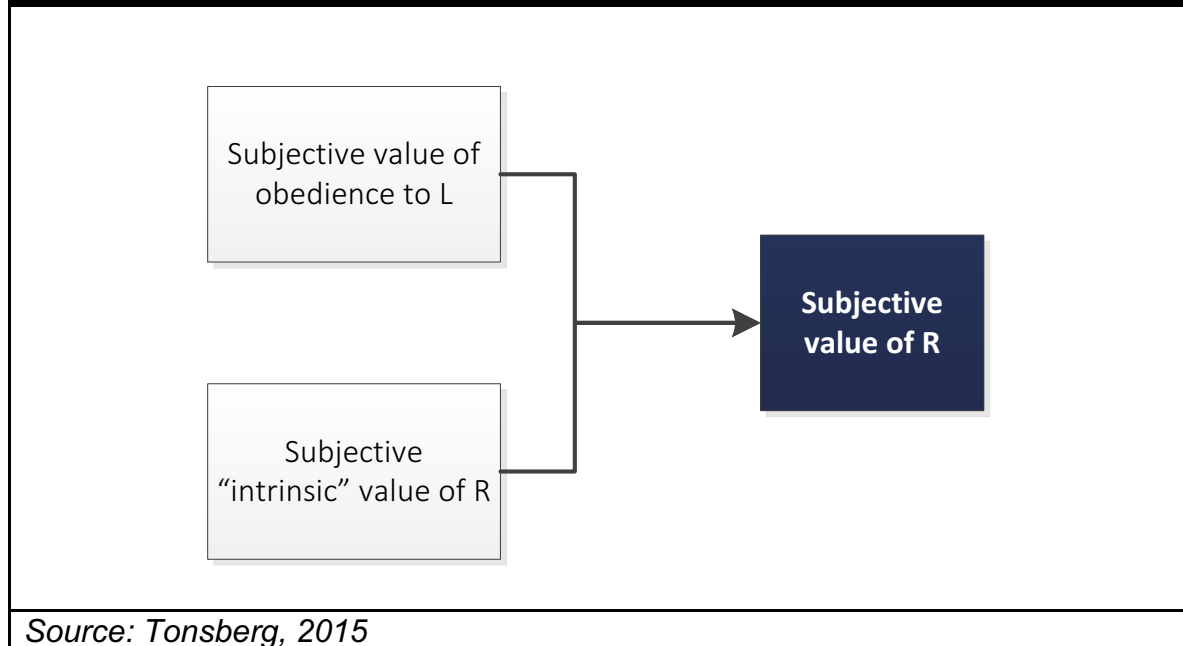 Subjective value of
obedience to L
Subjective
“intrinsic” value of R
Subjective
value of R
Source: Tonsberg, 2015